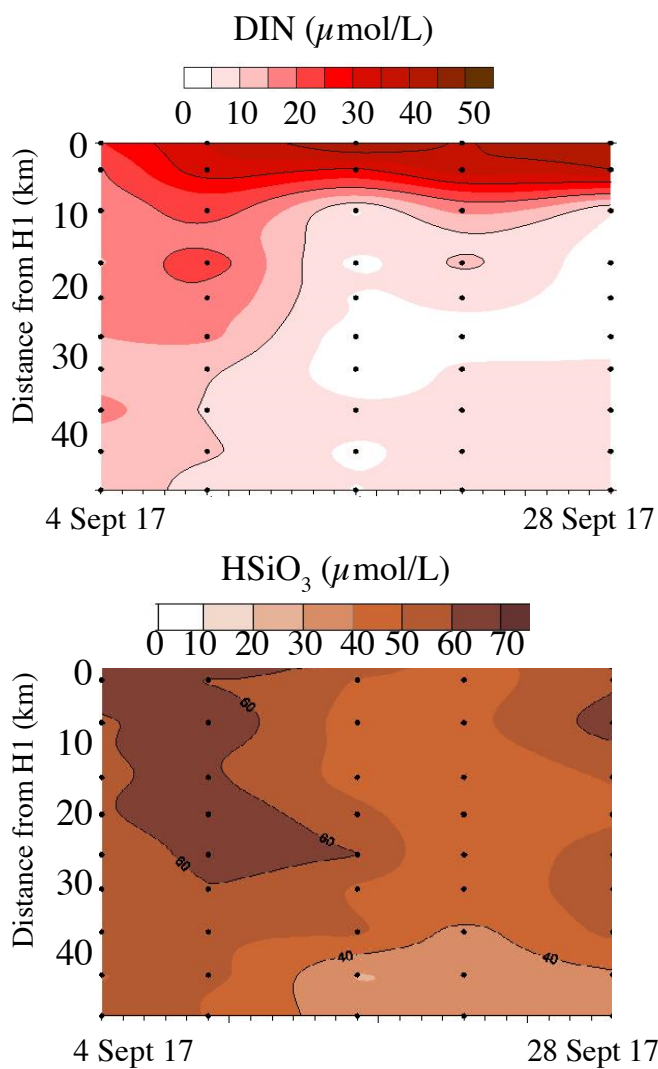 DIN (µmol/L)
0 10 20 30 40 50
Distance from H1 (km)
0
10
20
30
40
4 Sept 17 28 Sept 17
HSiO₃ (µmol/L)
0 10 20 30 40 50 60 70
Distance from H1 (km)
0
10
20
30
40
60
60
60
40
40
4 Sept 17 28 Sept 17